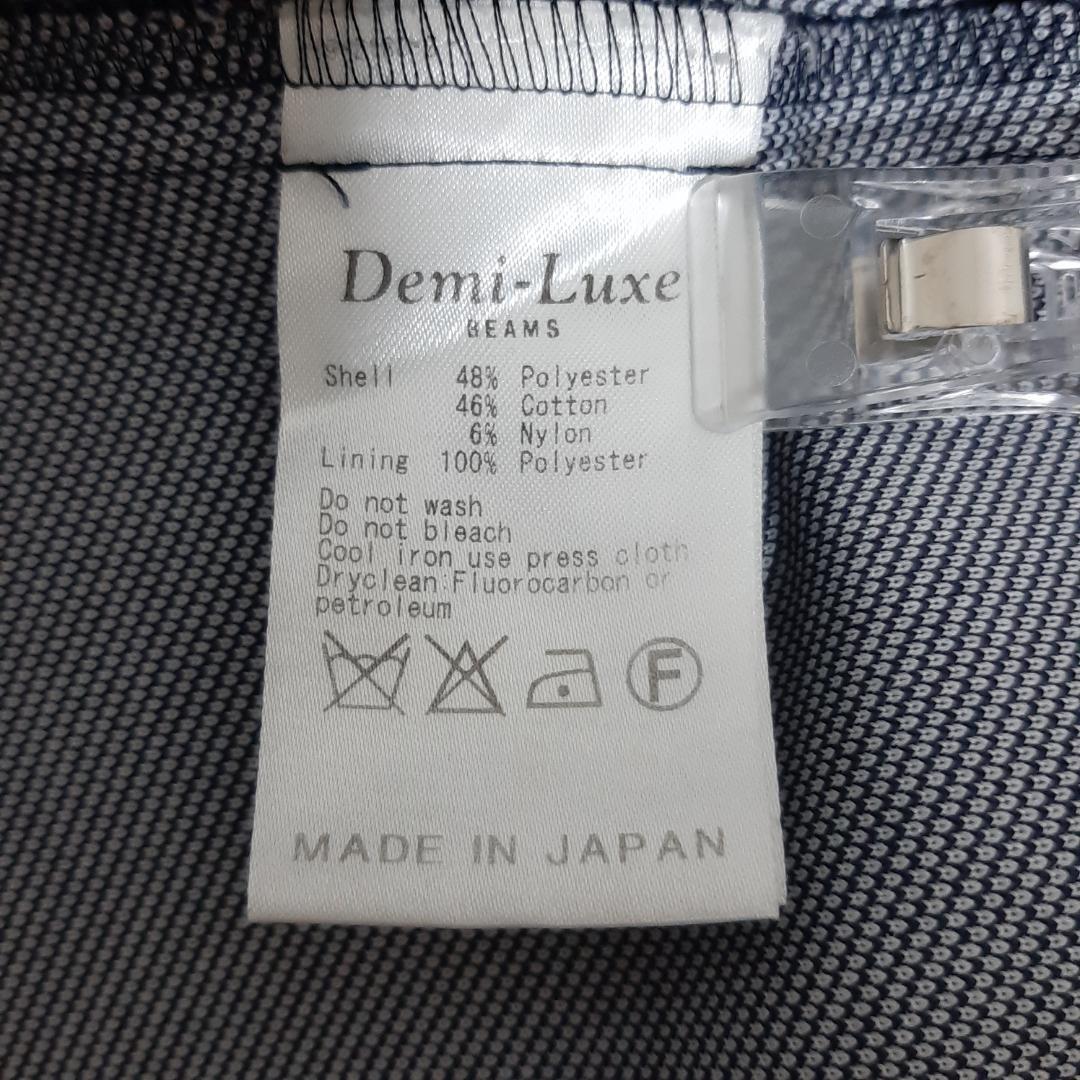 Demi-Luxe
BEAMS
Shell 48% Polyester
46% Cotton
6% Nylon
Lining 100% Polyester
Do not wash
Do not bleach
Cool iron use press cloth
Dryclean:Fluorocarbon or
petroleum
F
MADE IN JAPAN